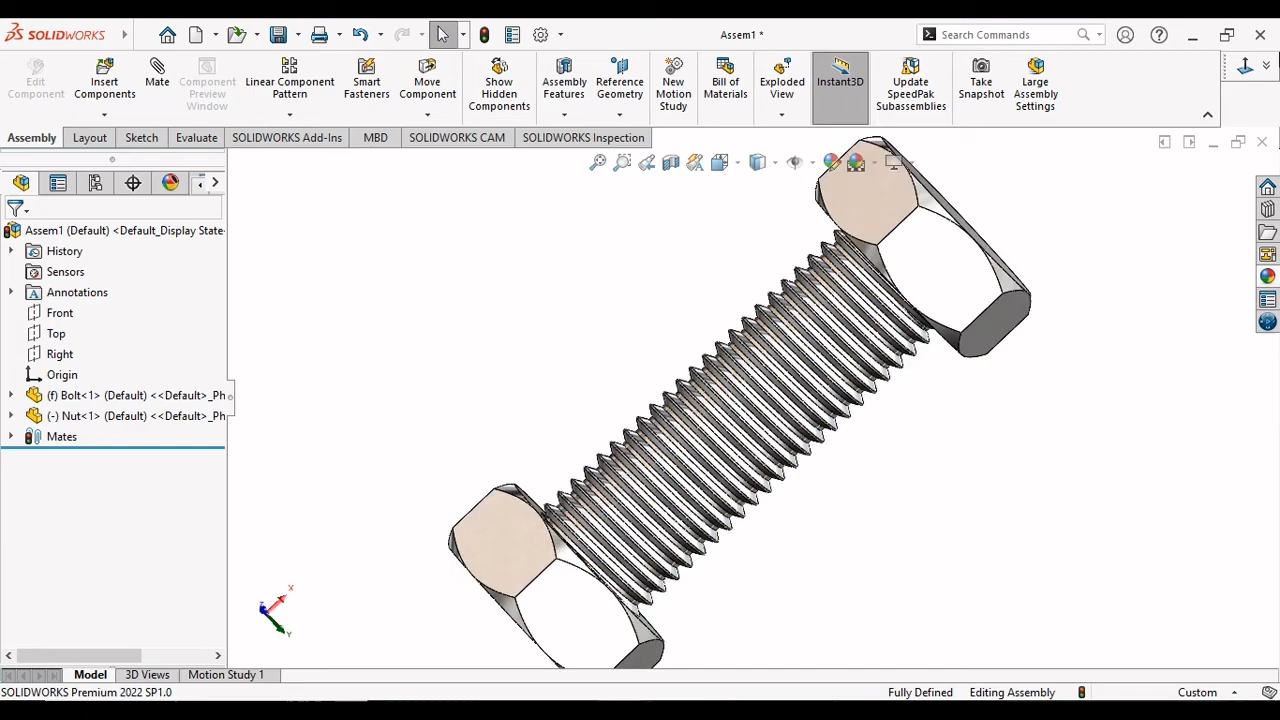 SOLIDWORKS
Assem1 *
Search Commands
Edit Component
Insert Components
Mate
Component Preview Window
Linear Component Pattern
Smart Fasteners
Move Component
Show Hidden Components
Assembly Features
Reference Geometry
New Motion Study
Bill of Materials
Exploded View
Instant3D
Update SpeedPak Subassemblies
Take Snapshot
Large Assembly Settings
Assembly
Layout
Sketch
Evaluate
SOLIDWORKS Add-Ins
MBD
SOLIDWORKS CAM
SOLIDWORKS Inspection
Assem1 (Default) <Default_Display State-
History
Sensors
Annotations
Front
Top
Right
Origin
(f) Bolt<1> (Default) <<Default>_Ph
(-) Nut<1> (Default) <<Default>_Ph
Mates
X
Y
Z
Model
3D Views
Motion Study 1
SOLIDWORKS Premium 2022 SP1.0
Fully Defined
Editing Assembly
Custom